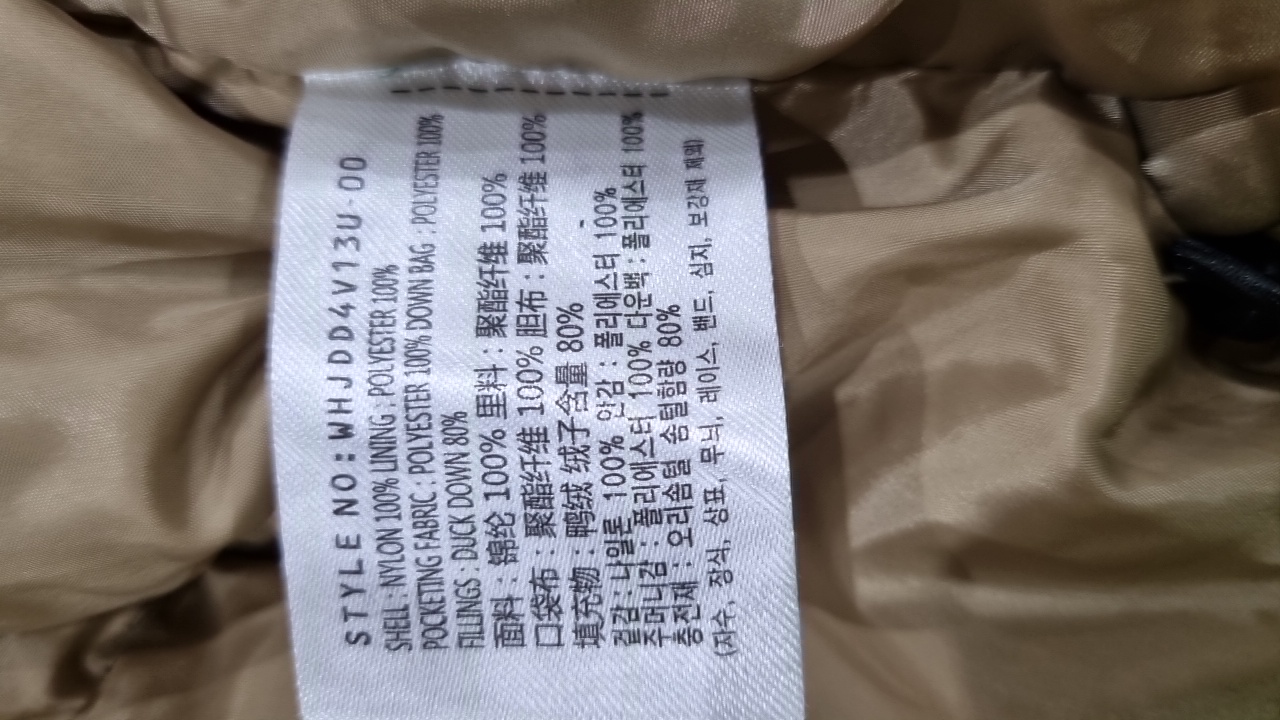 STYLE NO:WHJDD4V13U-00
SHELL : NYLON 100% LINING : POLYESTER 100%
POCKETING FABRIC : POLYESTER 100% DOWN BAG : POLYESTER 100%
FILLINGS : DUCK DOWN 80%
面料 : 锦纶 100% 里料 : 聚酯纤维 100%
口袋布 : 聚酯纤维 100% 胆布 : 聚酯纤维 100%
填充物 : 鸭绒 绒子含量 80%
겉감 : 나일론 100% 안감 : 폴리에스터 100%
주머니감 : 폴리에스터 100% 다운백 : 폴리에스터 100%
충전재 : 오리솜털 솜털함량 80%
(자수, 장식, 상표, 무늬, 레이스, 밴드, 심지, 보강재 제외)